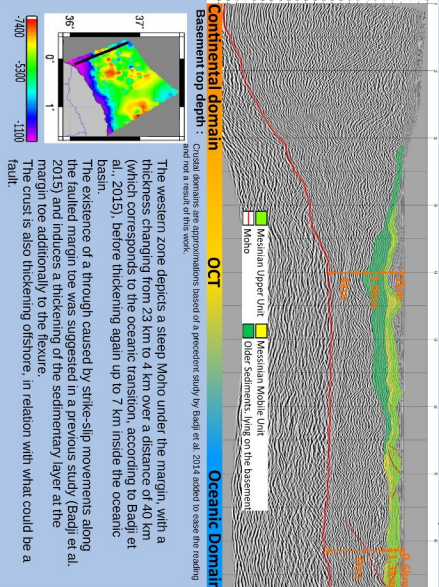 Continental domain
OCT
Oceanic Domain
Mesinian Upper Unit
Messinian Mobile Unit
Moho
Older Sediments. lying on the basement
Crustal domains are approximations based of a precedent study by Badji et al. 2014 added to ease the reading
and not a result of this work.
Basement top depth :
36°
37°
0°
1°
-7400
-5500
-1100
The western zone depicts a steep Moho under the margin, with a
thickness changing from 23 km to 4 km over a distance of 40 km
(which corresponds to the oceanic transition, according to Badji et
al., 2015), before thickening again up to 7 km inside the oceanic
basin.
The existence of a through caused by strike-slip movements along
the faulted margin toe was suggested in a previous study (Badji et al.
2015) and induces a thickening of the sedimentary layer at the
margin toe additionally to the flexure.
The crust is also thickening offshore, in relation with what could be a
fault.